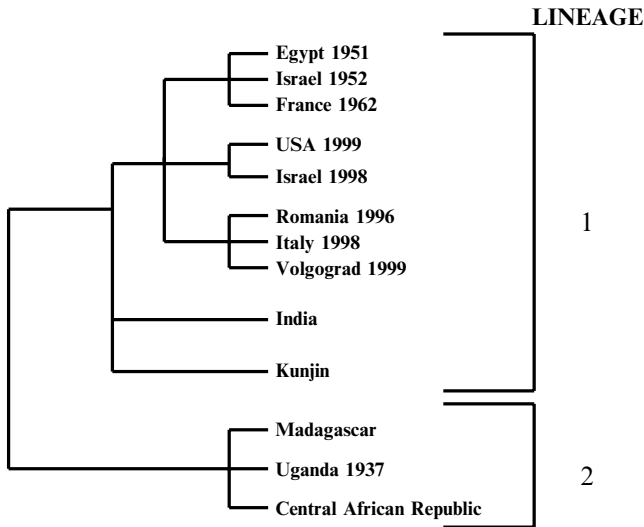 LINEAGE
Egypt 1951
Israel 1952
France 1962
USA 1999
Israel 1998
Romania 1996
Italy 1998
Volgograd 1999
1
India
Kunjin
Madagascar
Uganda 1937
2
Central African Republic